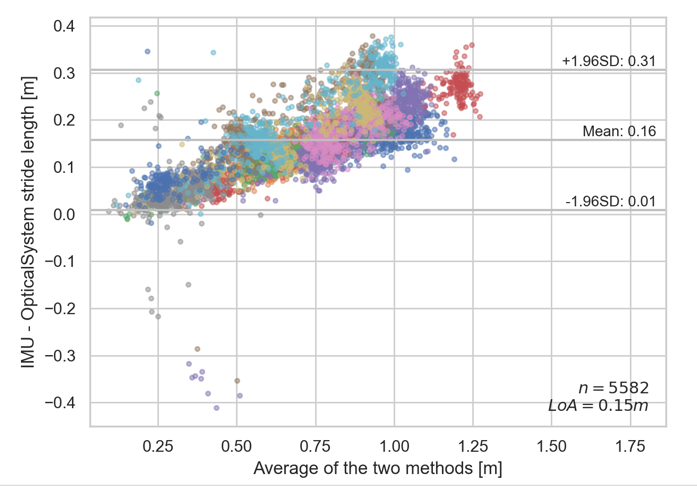 0.4
0.3
0.2
0.1
0.0
−0.1
−0.2
−0.3
−0.4
IMU - OpticalSystem stride length [m]
+1.96SD: 0.31
Mean: 0.16
-1.96SD: 0.01
n = 5582
LoA = 0.15m
0.25 0.50 0.75 1.00 1.25 1.50 1.75
Average of the two methods [m]